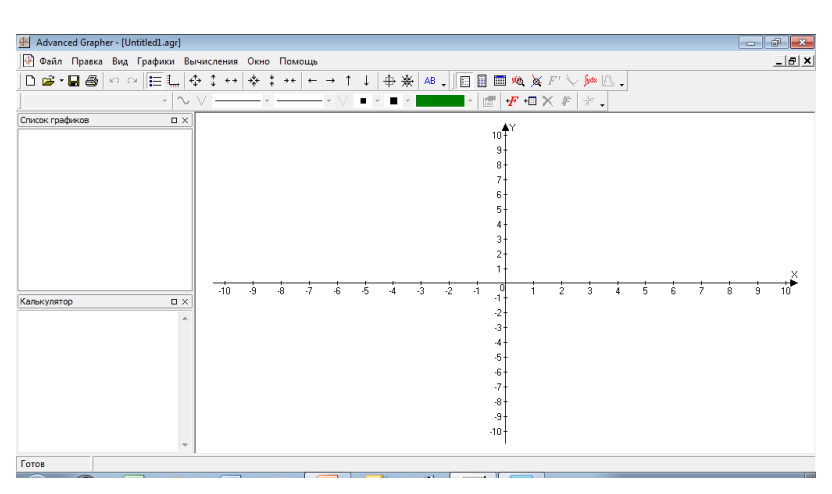 Advanced Grapher - [Untitled1.agr]
Файл Правка Вид Графики Вычисления Окно Помощь
AB
Список графиков
Y
10
9
8
7
6
5
4
3
2
1
X
-10 -9 -8 -7 -6 -5 -4 -3 -2 -1 0 1 2 3 4 5 6 7 8 9 10
Калькулятор
-1
-2
-3
-4
-5
-6
-7
-8
-9
-10
Готов